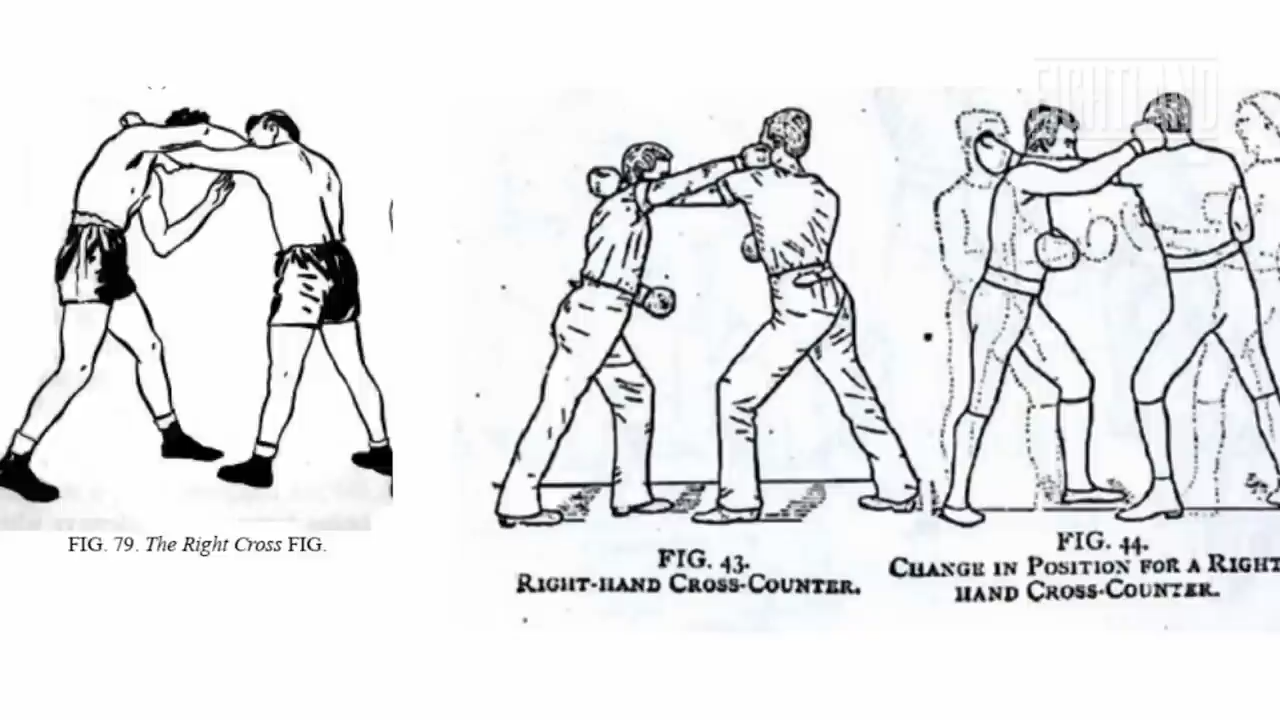 FIGHTLAND
FIG. 79. The Right Cross FIG.
FIG. 43.
RIGHT-HAND CROSS-COUNTER.
FIG. 44.
CHANGE IN POSITION FOR A RIGHT
HAND CROSS-COUNTER.